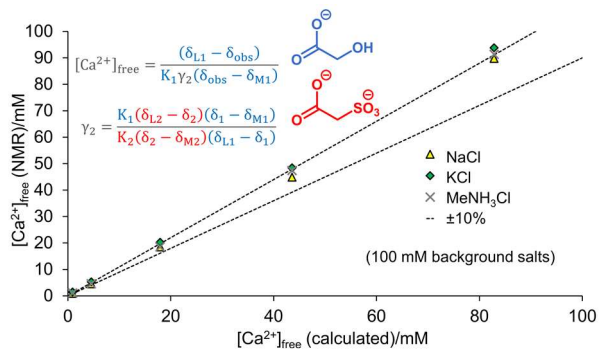 [Ca²⁺]free (NMR)/mM
100
90
80
70
60
50
40
30
20
10
0
[Ca²⁺]free = (δL1 − δobs) / K₁γ₂(δobs − δM1)
γ₂ = K₁(δL2 − δ₂)(δ₁ − δM1) / K₂(δ₂ − δM2)(δL1 − δ₁)
O⊖
O
OH
O⊖
O
SO₃⊖
NaCl
KCl
MeNH₃Cl
±10%
(100 mM background salts)
0 20 40 60 80 100
[Ca²⁺]free (calculated)/mM